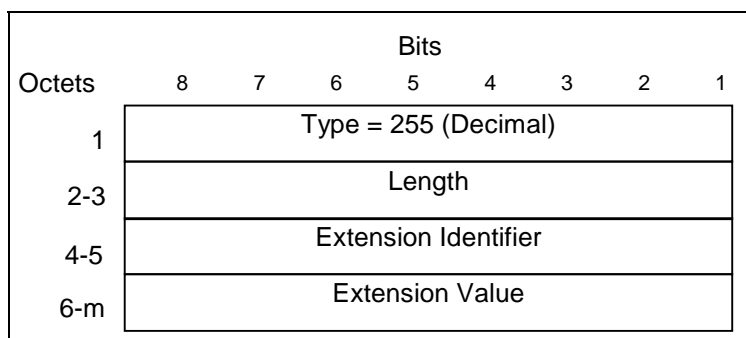 Bits
Octets 8 7 6 5 4 3 2 1
1 Type = 255 (Decimal)
2-3 Length
4-5 Extension Identifier
6-m Extension Value